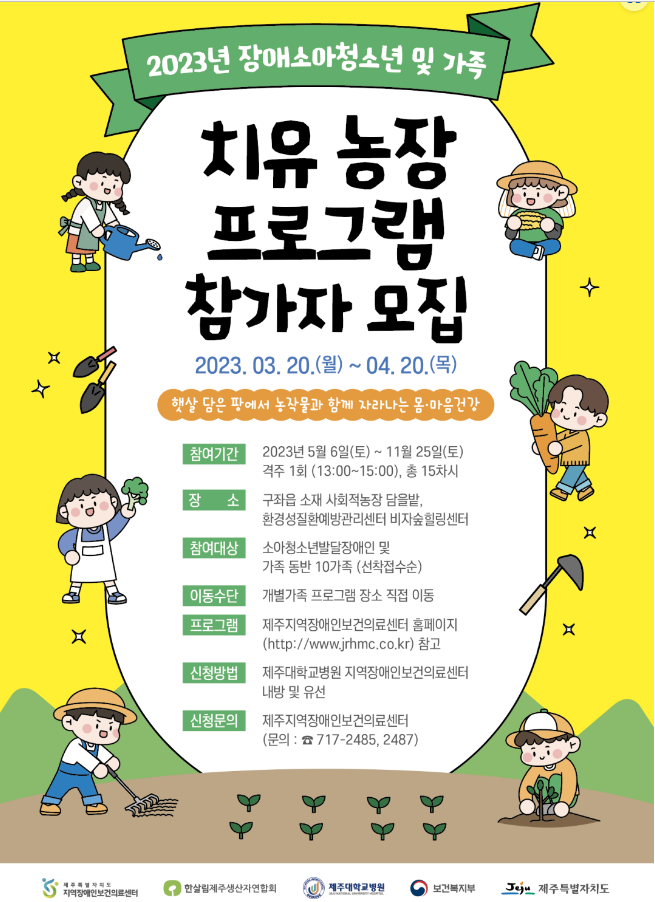 2023년 장애소아청소년 및 가족
치유 농장
프로그램
참가자 모집
2023. 03. 20.(월) ~ 04. 20.(목)
햇살 담은 팟에서 농작물과 함께 자라나는 몸·마음건강
참여기간 2023년 5월 6일(토) ~ 11월 25일(토)
격주 1회 (13:00~15:00), 총 15차시
장 소 구좌읍 소재 사회적농장 담을밭,
환경성질환예방관리센터 비자숲힐링센터
참여대상 소아청소년발달장애인 및
가족 동반 10가족 (선착접수순)
이동수단 개별가족 프로그램 장소 직접 이동
프로그램 제주지역장애인보건의료센터 홈페이지
(http://www.jrhmc.co.kr) 참고
신청방법 제주대학교병원 지역장애인보건의료센터
내방 및 유선
신청문의 제주지역장애인보건의료센터
(문의 : ☎ 717-2485, 2487)
제주특별자치도
지역장애인보건의료센터 한살림제주생산자연합회 제주대학교병원 보건복지부 Jeju 제주특별자치도